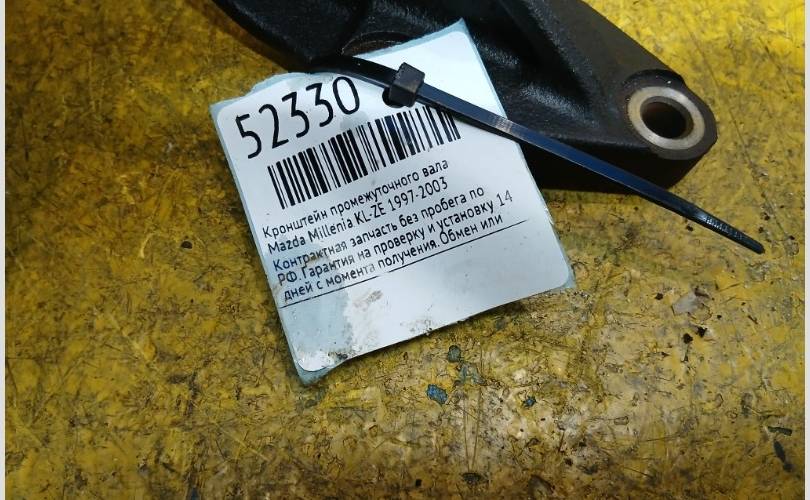 52330
Кронштейн промежуточного вала
Mazda Millenia KL-ZE 1997-2003
Контрактная запчасть без пробега по
РФ. Гарантия на проверку и установку 14
дней с момента получения. Обмен или